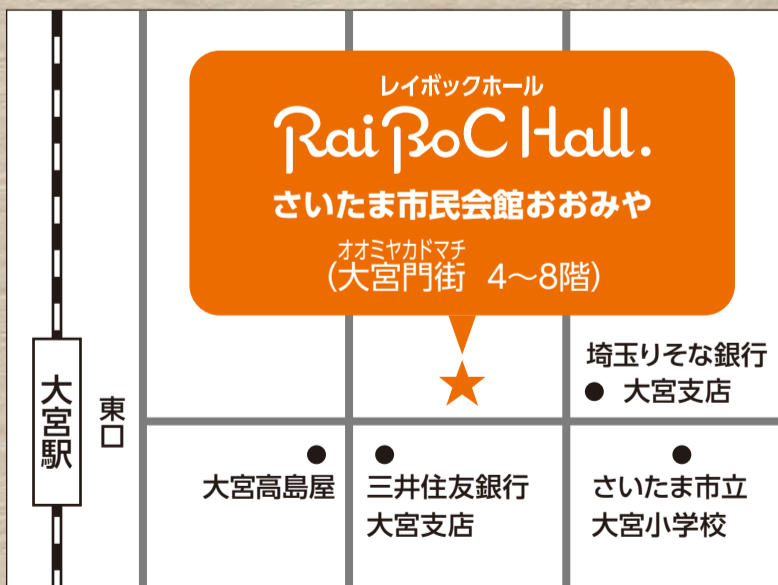 レイボックホール
RaiBoC Hall.
さいたま市民会館おおみや
オオミヤカドマチ
(大宮門街 4〜8階)
大宮駅
東口
埼玉りそな銀行
大宮支店
大宮高島屋
三井住友銀行
大宮支店
さいたま市立
大宮小学校